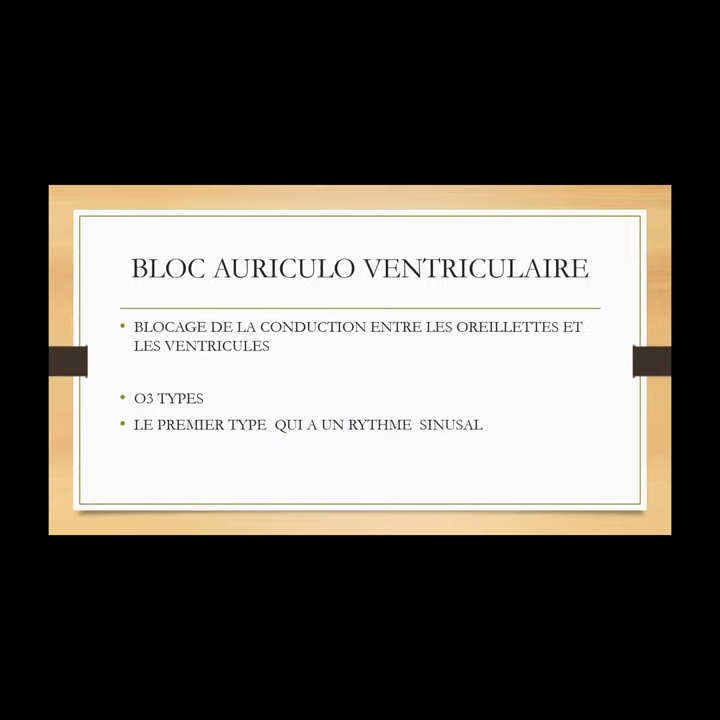 BLOC AURICULO VENTRICULAIRE
• BLOCAGE DE LA CONDUCTION ENTRE LES OREILLETTES ET
LES VENTRICULES
• O3 TYPES
• LE PREMIER TYPE QUI A UN RYTHME SINUSAL